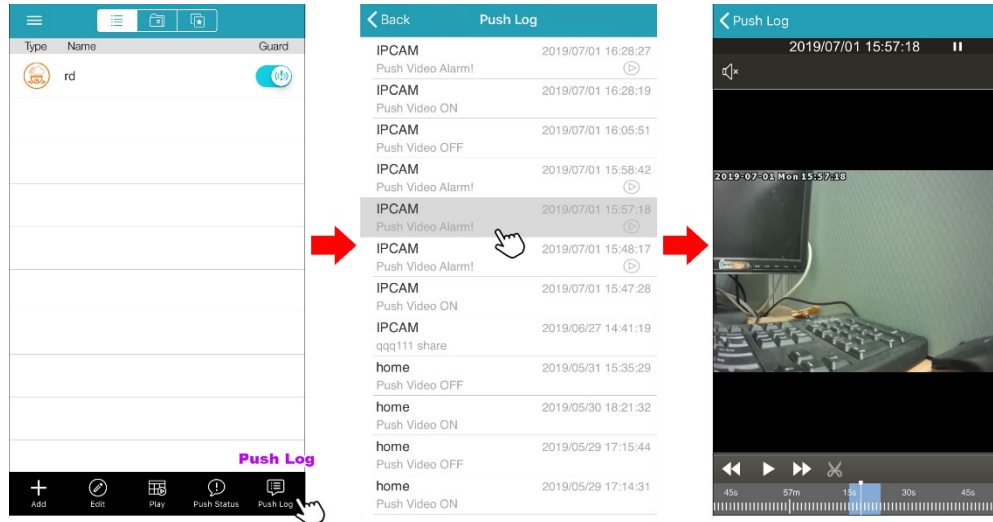 Type Name Guard
rd
Push Log
Add Edit Play Push Status Push Log
Back Push Log
IPCAM 2019/07/01 16:28:27
Push Video Alarm!
IPCAM 2019/07/01 16:28:19
Push Video ON
IPCAM 2019/07/01 16:05:51
Push Video OFF
IPCAM 2019/07/01 15:58:42
Push Video Alarm!
IPCAM 2019/07/01 15:57:18
Push Video Alarm!
IPCAM 2019/07/01 15:48:17
Push Video Alarm!
IPCAM 2019/07/01 15:47:28
Push Video ON
IPCAM 2019/06/27 14:41:19
qqq111 share
home 2019/05/31 15:35:29
Push Video OFF
home 2019/05/30 18:21:32
Push Video ON
home 2019/05/29 17:15:44
Push Video OFF
home 2019/05/29 17:14:31
Push Video ON
Push Log
2019/07/01 15:57:18
2019-07-01 Mon 15:57:18
45s 57m 15s 30s 45s